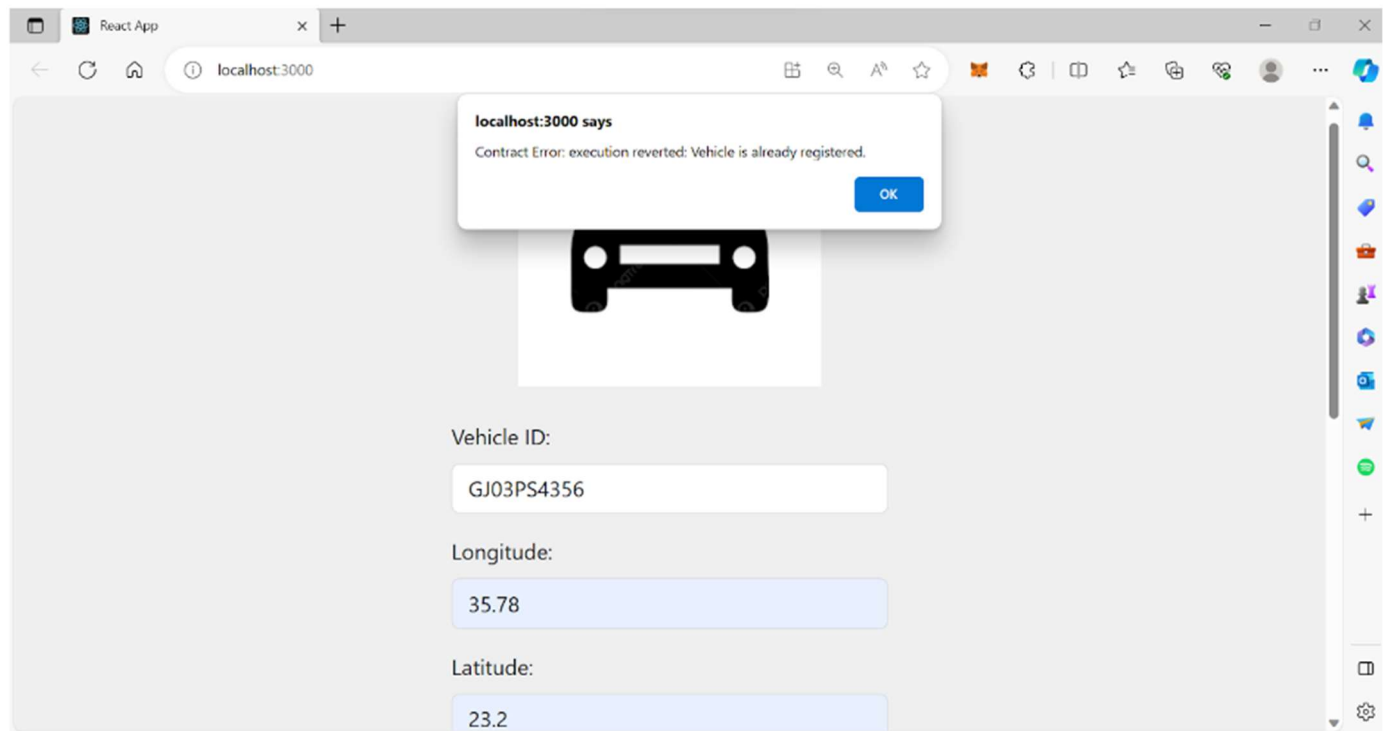 React App
localhost:3000
localhost:3000 says
Contract Error: execution reverted: Vehicle is already registered.
OK
Vehicle ID:
GJ03PS4356
Longitude:
35.78
Latitude:
23.2